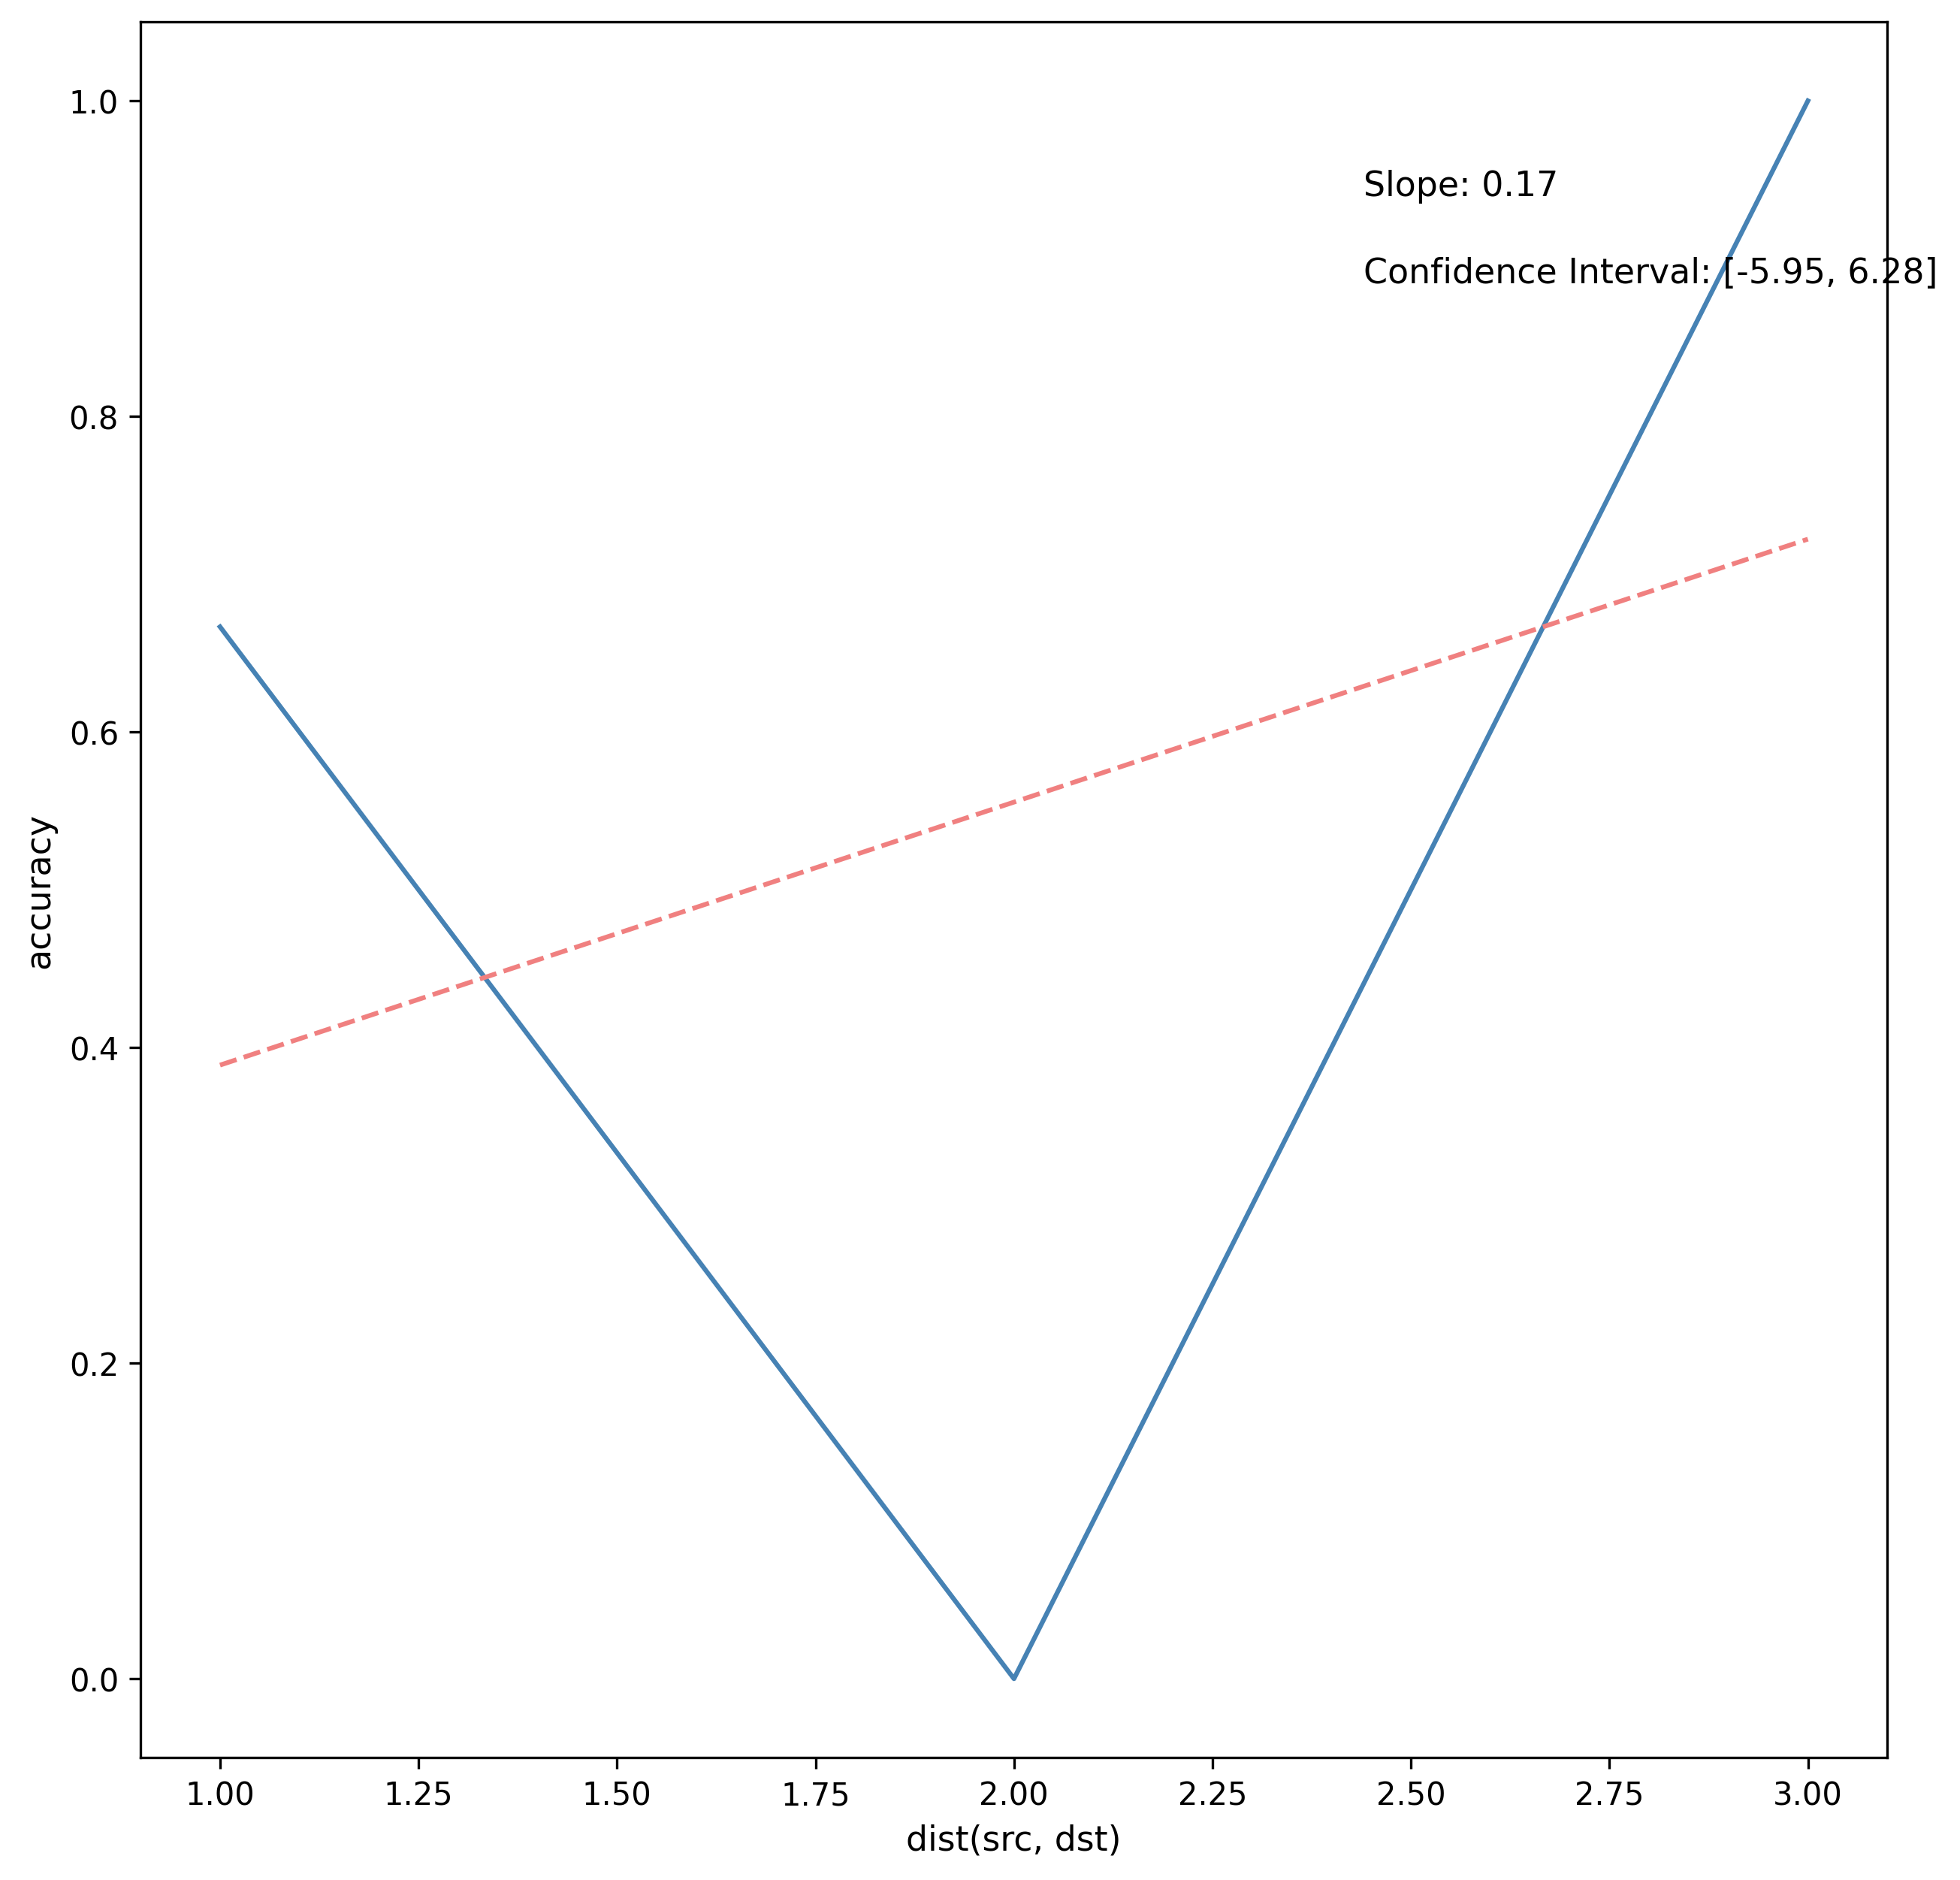 1.0
0.8
0.6
0.4
0.2
0.0
accuracy
Slope: 0.17
Confidence Interval: [-5.95, 6.28]
1.00 1.25 1.50 1.75 2.00 2.25 2.50 2.75 3.00
dist(src, dst)